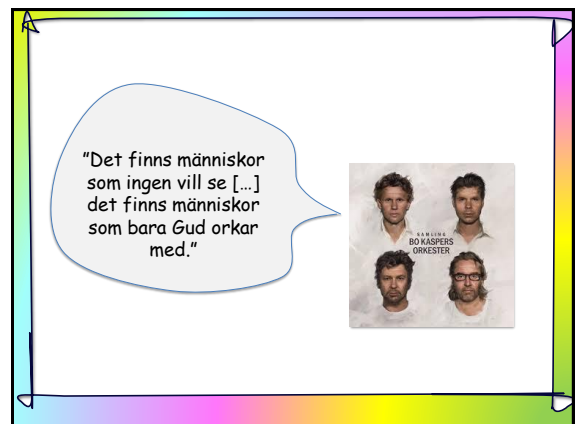 ”Det finns människor
som ingen vill se […]
det finns människor
som bara Gud orkar
med.”
SAMLING
BO KASPERS
ORKESTER